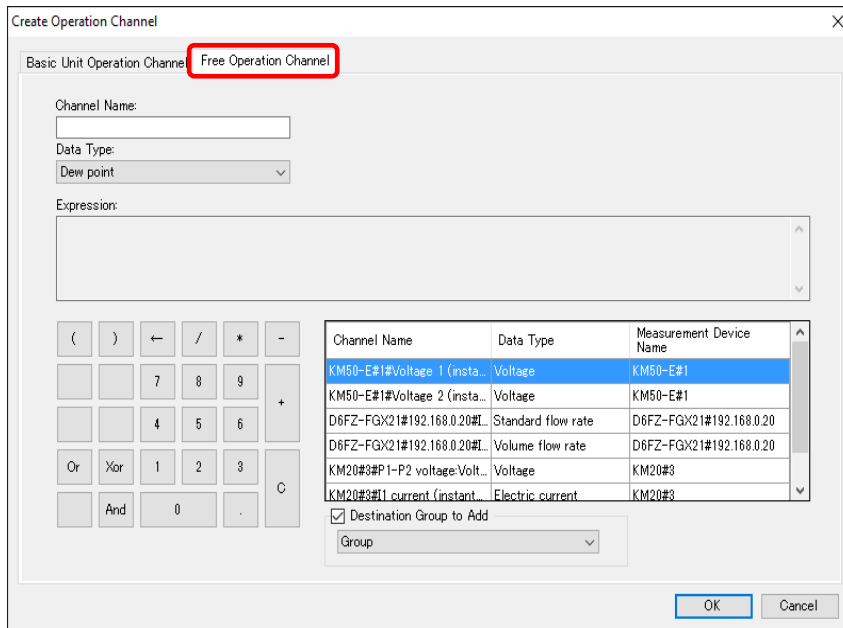 Create Operation Channel
Basic Unit Operation Channel Free Operation Channel
Channel Name:
Data Type:
Dew point
Expression:
( ) ← / * -
7 8 9
+
4 5 6
Or Xor 1 2 3
C
And 0 .
Channel Name Data Type Measurement Device Name
KM50-E#1#Voltage 1 (insta... Voltage KM50-E#1
KM50-E#1#Voltage 2 (insta... Voltage KM50-E#1
D6FZ-FGX21#192.168.0.20#I... Standard flow rate D6FZ-FGX21#192.168.0.20
D6FZ-FGX21#192.168.0.20#I... Volume flow rate D6FZ-FGX21#192.168.0.20
KM20#3#P1-P2 voltage:Volt... Voltage KM20#3
KM20#3#I1 current (instant... Electric current KM20#3
Destination Group to Add
Group
OK Cancel